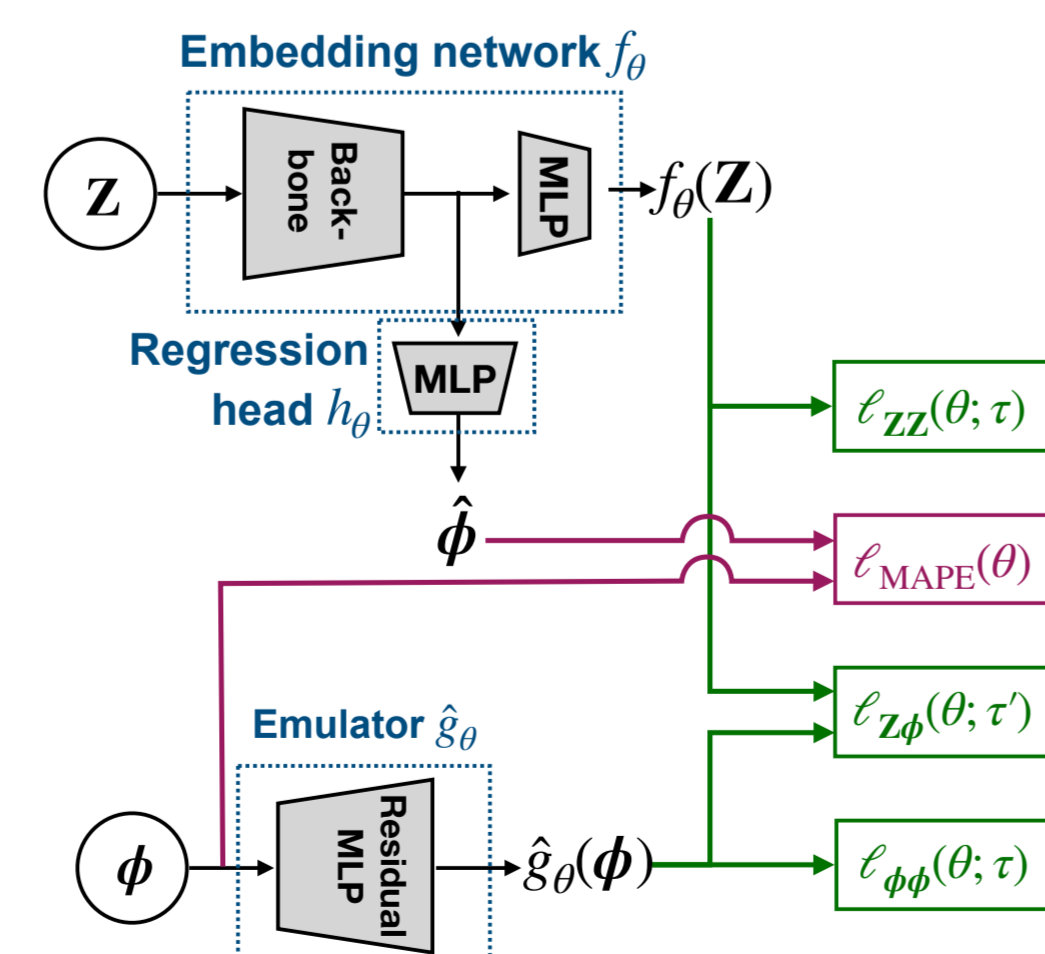 Embedding network f_θ
Z
Back-
bone
MLP
f_θ(Z)
Regression
head h_θ
MLP
ϕ̂
ℓ_ZZ(θ; τ)
ℓ_MAPE(θ)
ℓ_Zϕ(θ; τ′)
ℓ_ϕϕ(θ; τ)
Emulator ĝ_θ
ϕ
Residual
MLP
ĝ_θ(ϕ)